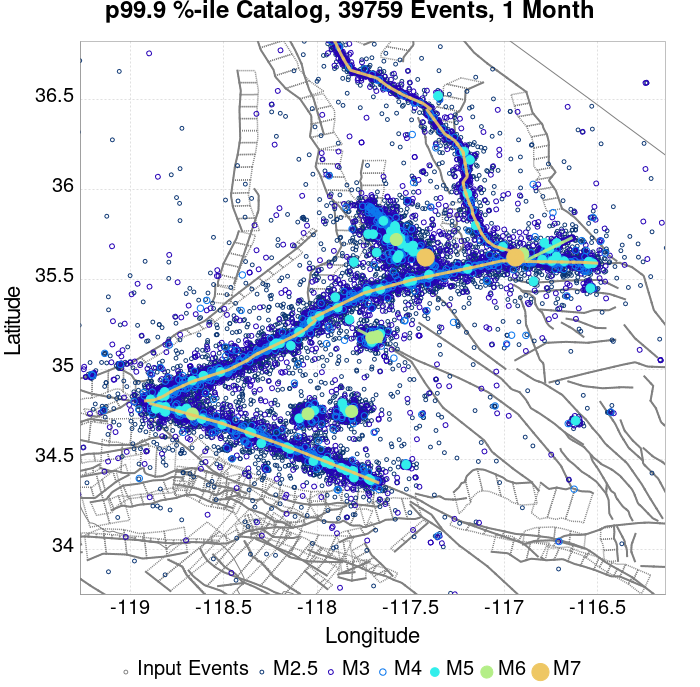 p99.9 %-ile Catalog, 39759 Events, 1 Month
Latitude
36.5
36
35.5
35
34.5
34
-119 -118.5 -118 -117.5 -117 -116.5
Longitude
Input Events M2.5 M3 M4 M5 M6 M7